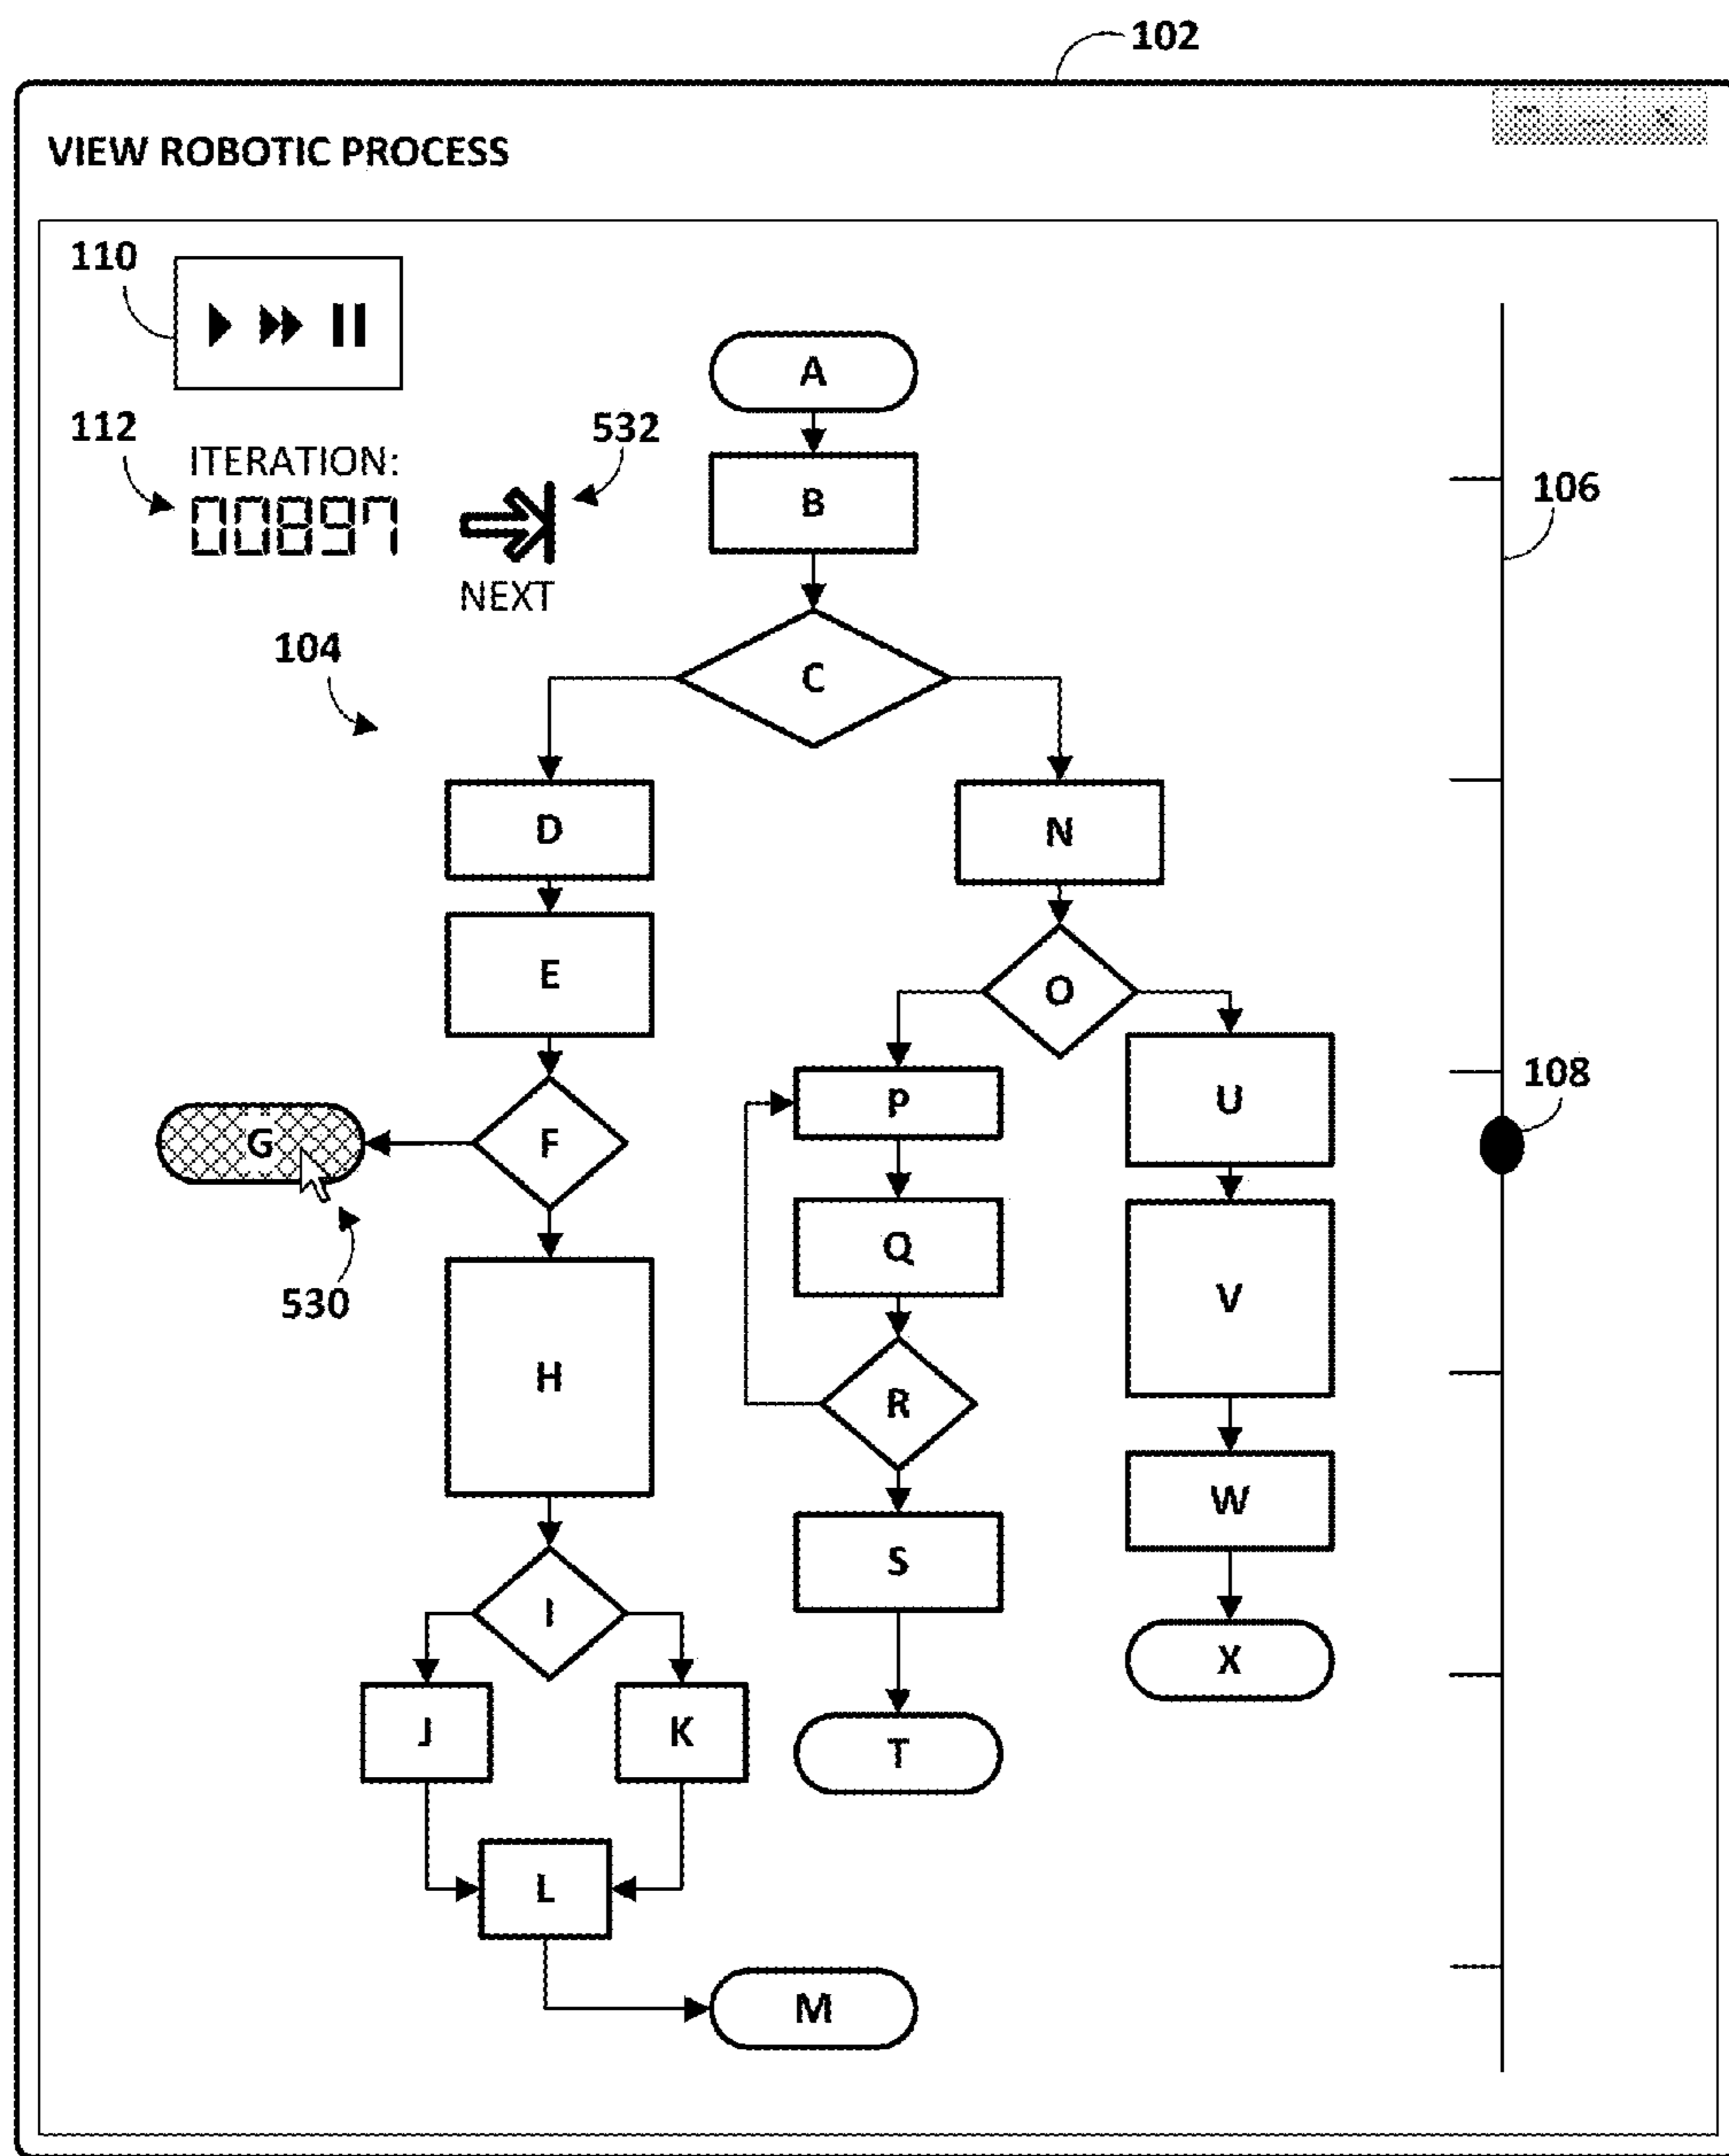 102
VIEW ROBOTIC PROCESS
110
A
112
ITERATION:
532
00897
B
106
NEXT
104
C
D
N
E
O
P
U
108
G
F
Q
530
V
H
R
W
S
I
X
J
K
T
L
M